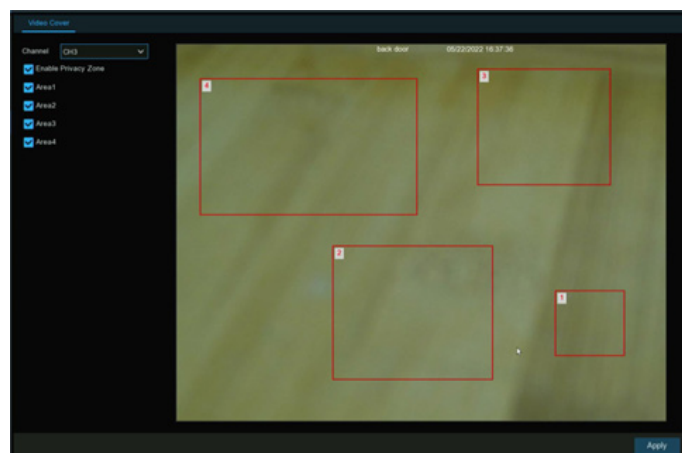 Video Cover
Channel CH3
back door 05/22/2022 16:37:36
Enable Privacy Zone
Area1
Area2
Area3
Area4
4
3
2
1
Apply